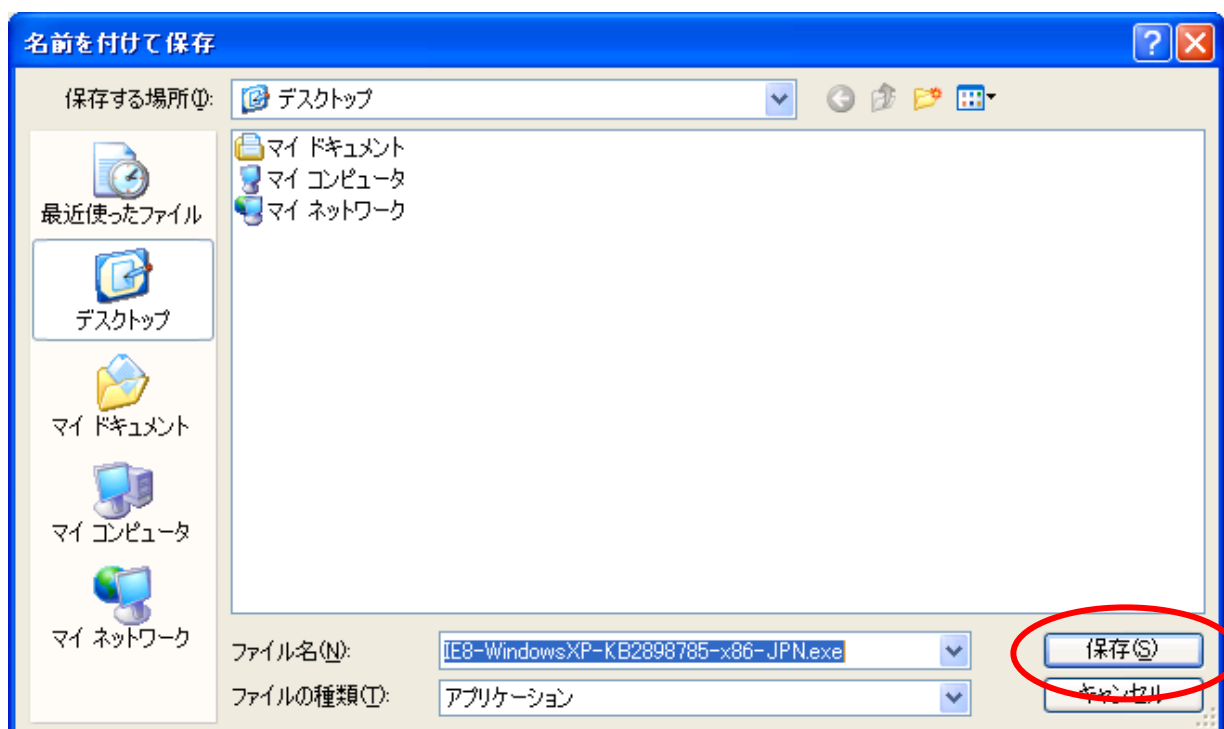 名前を付けて保存
保存する場所(I):
デスクトップ
最近使ったファイル
デスクトップ
マイ ドキュメント
マイ コンピュータ
マイ ネットワーク
マイ ドキュメント
マイ コンピュータ
マイ ネットワーク
ファイル名(N):
IE8-WindowsXP-KB2898785-x86-JPN.exe
保存(S)
ファイルの種類(T):
アプリケーション
キャンセル